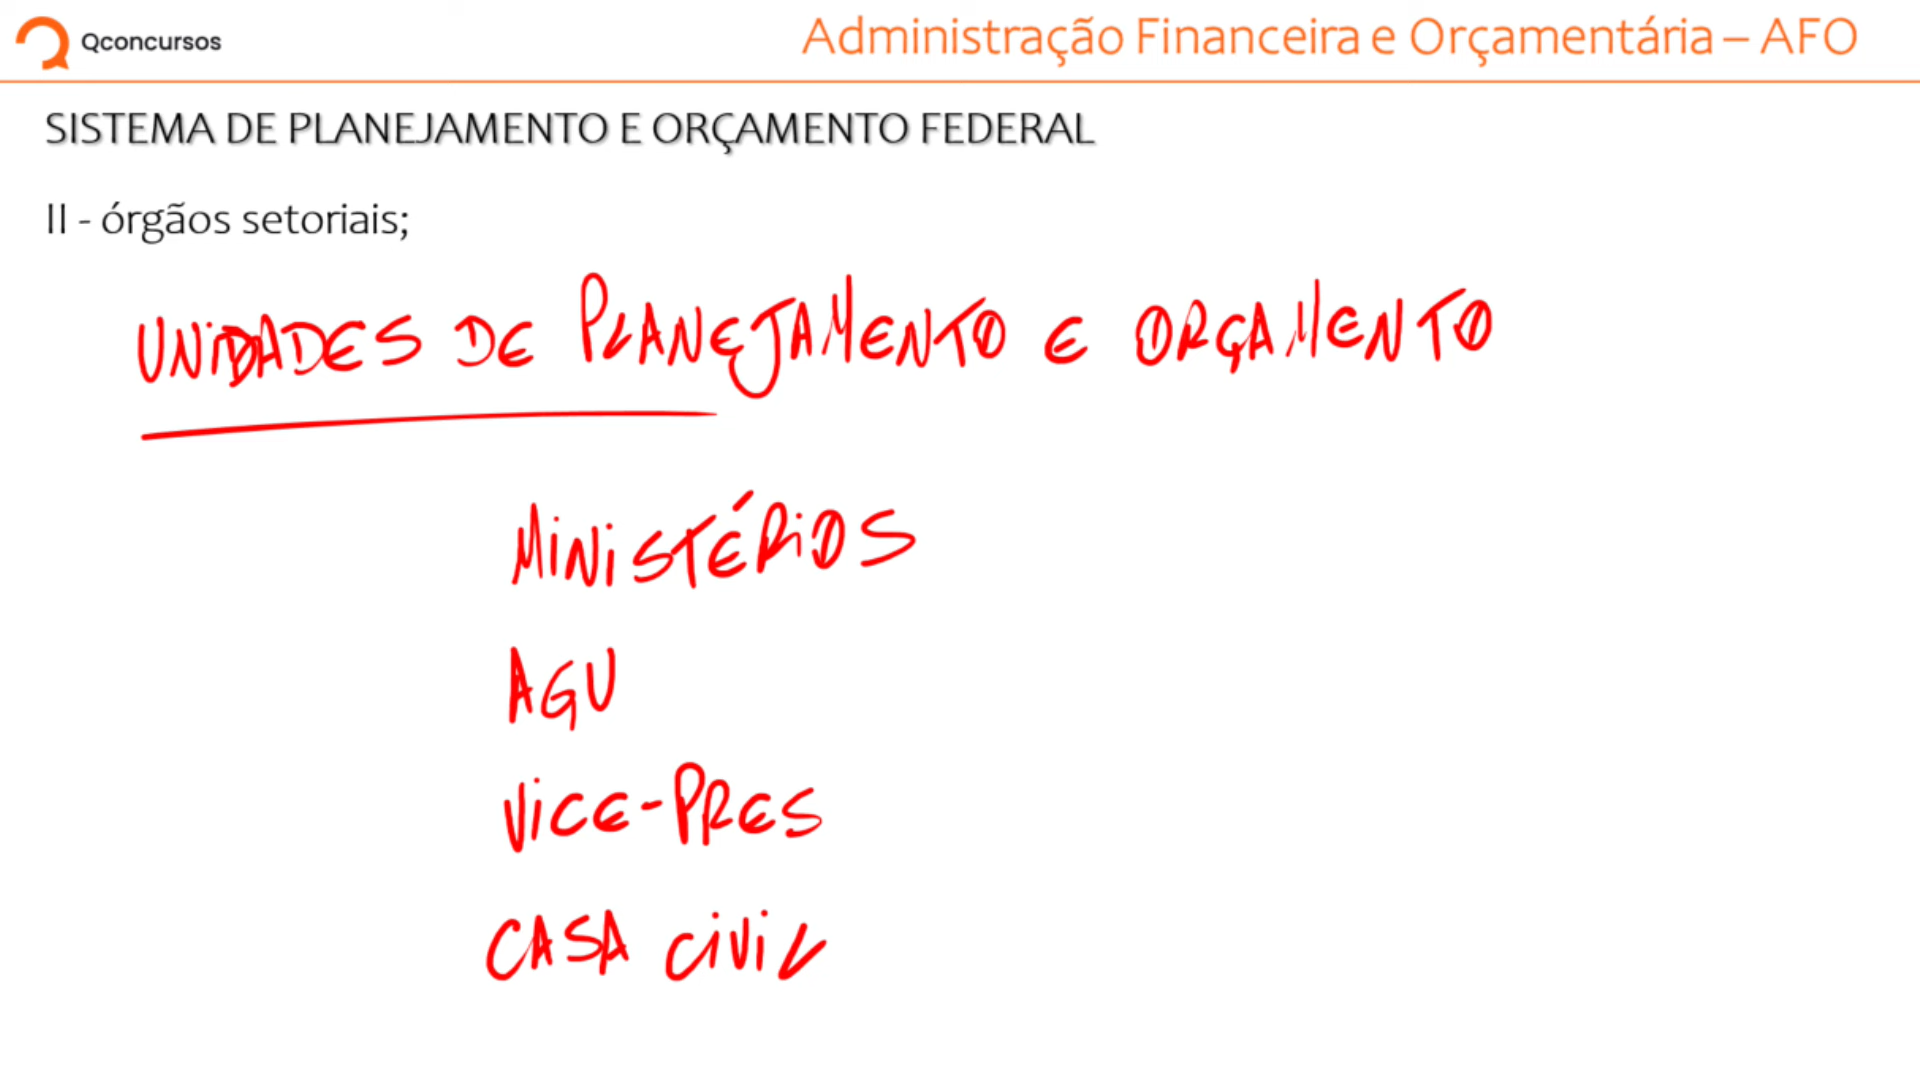 Qconcursos
Administração Financeira e Orçamentária – AFO
SISTEMA DE PLANEJAMENTO E ORÇAMENTO FEDERAL
II - órgãos setoriais;
UNIDADES DE PLANEJAMENTO E ORÇAMENTO
MINISTÉRIOS
AGU
VICE-PRES
CASA CIVIL